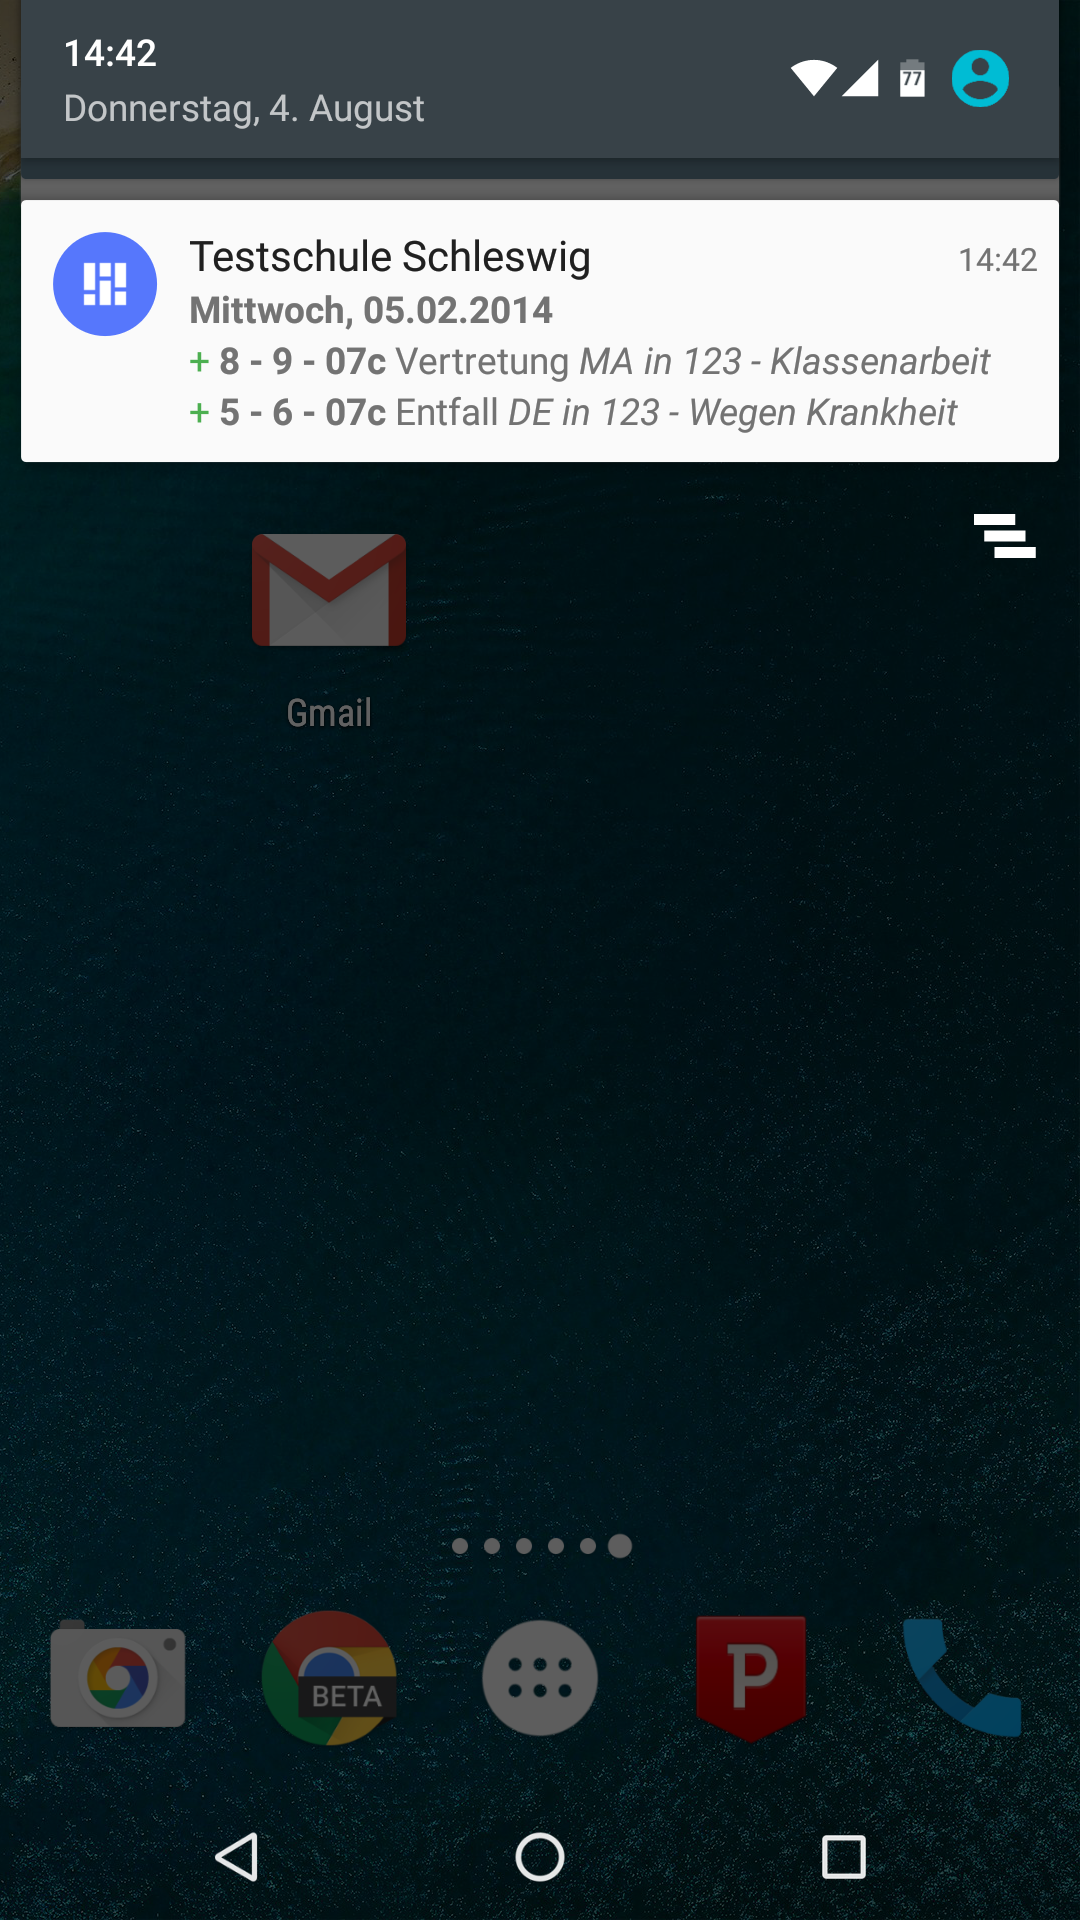 14:42
Donnerstag, 4. August
77
Testschule Schleswig 14:42
Mittwoch, 05.02.2014
+ 8 - 9 - 07c Vertretung MA in 123 - Klassenarbeit
+ 5 - 6 - 07c Entfall DE in 123 - Wegen Krankheit
Gmail
BETA
P